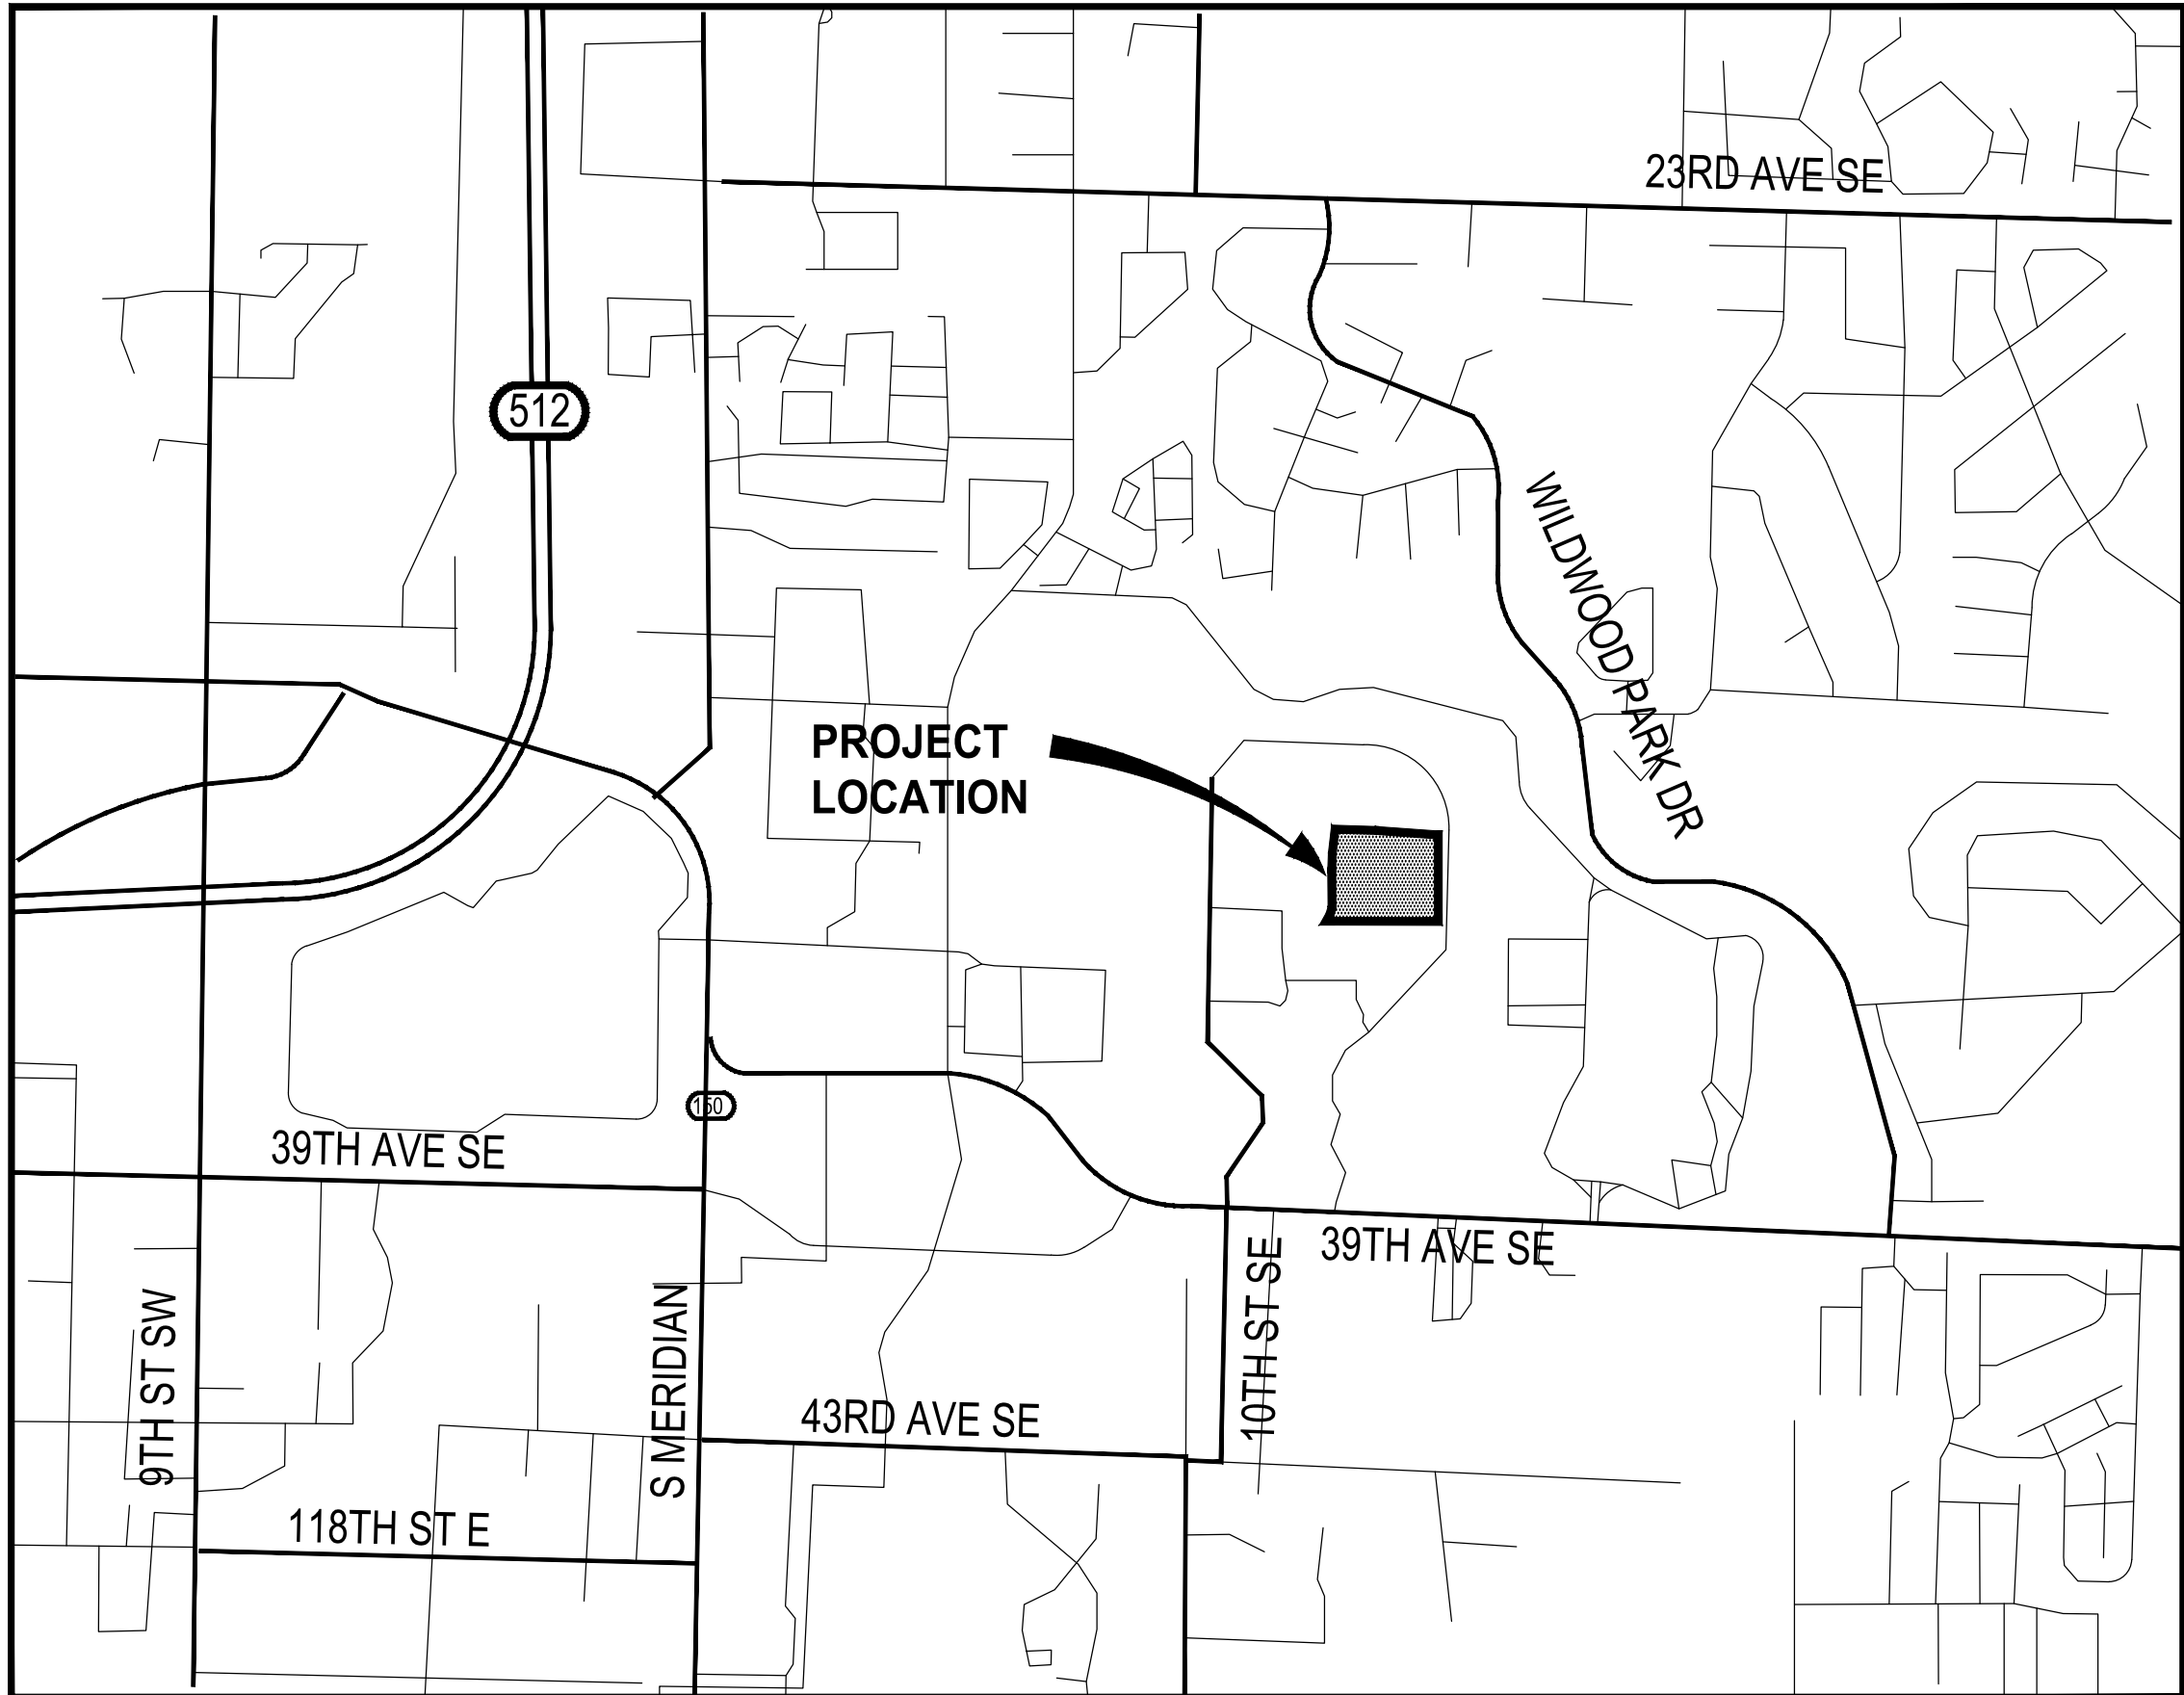 23RD AVE SE
512
WILDWOOD PARK DR
PROJECT
LOCATION
150
39TH AVE SE
39TH AVE SE
10TH ST SE
9TH ST SW
S MERIDIAN
43RD AVE SE
118TH ST E